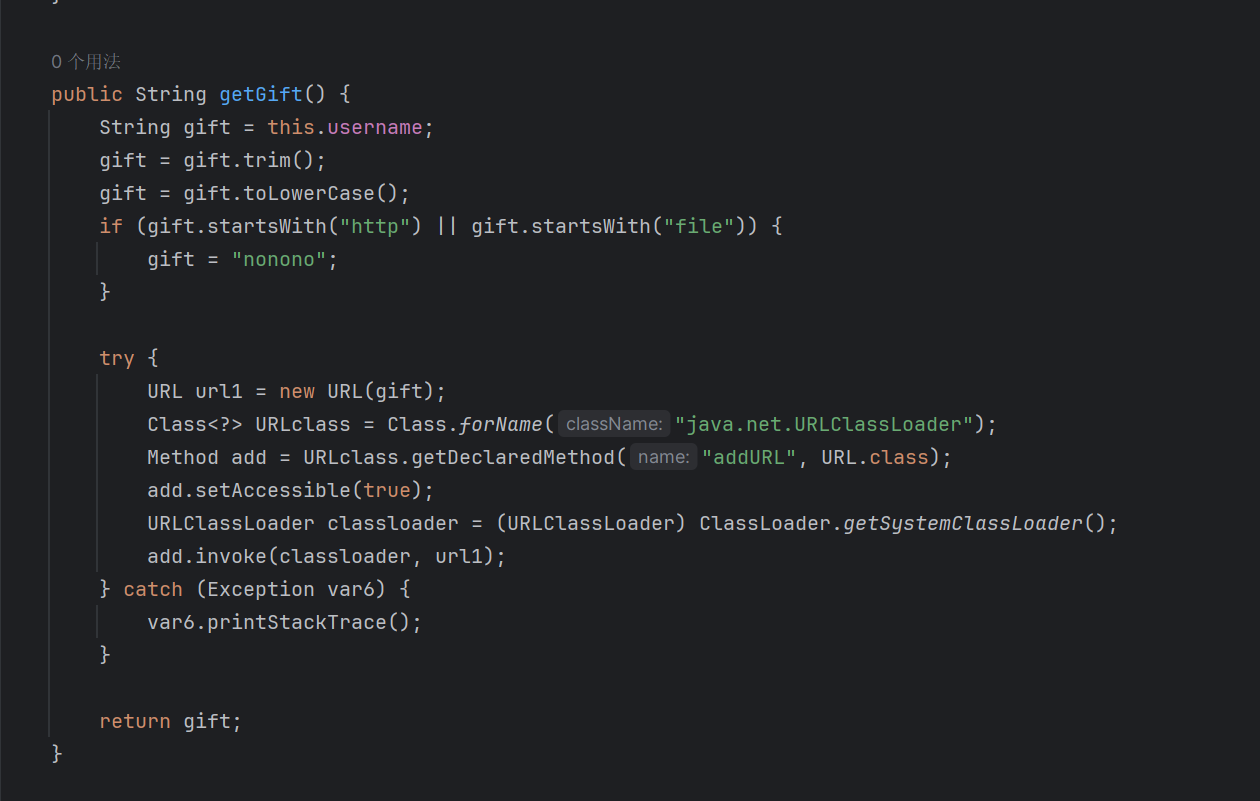 }
0 个用法
public String getGift() {
    String gift = this.username;
    gift = gift.trim();
    gift = gift.toLowerCase();
    if (gift.startsWith("http") || gift.startsWith("file")) {
        gift = "nonono";
    }
    try {
        URL url1 = new URL(gift);
        Class<?> URLclass = Class.forName( className: "java.net.URLClassLoader");
        Method add = URLclass.getDeclaredMethod( name: "addURL", URL.class);
        add.setAccessible(true);
        URLClassLoader classloader = (URLClassLoader) ClassLoader.getSystemClassLoader();
        add.invoke(classloader, url1);
    } catch (Exception var6) {
        var6.printStackTrace();
    }
    return gift;
}